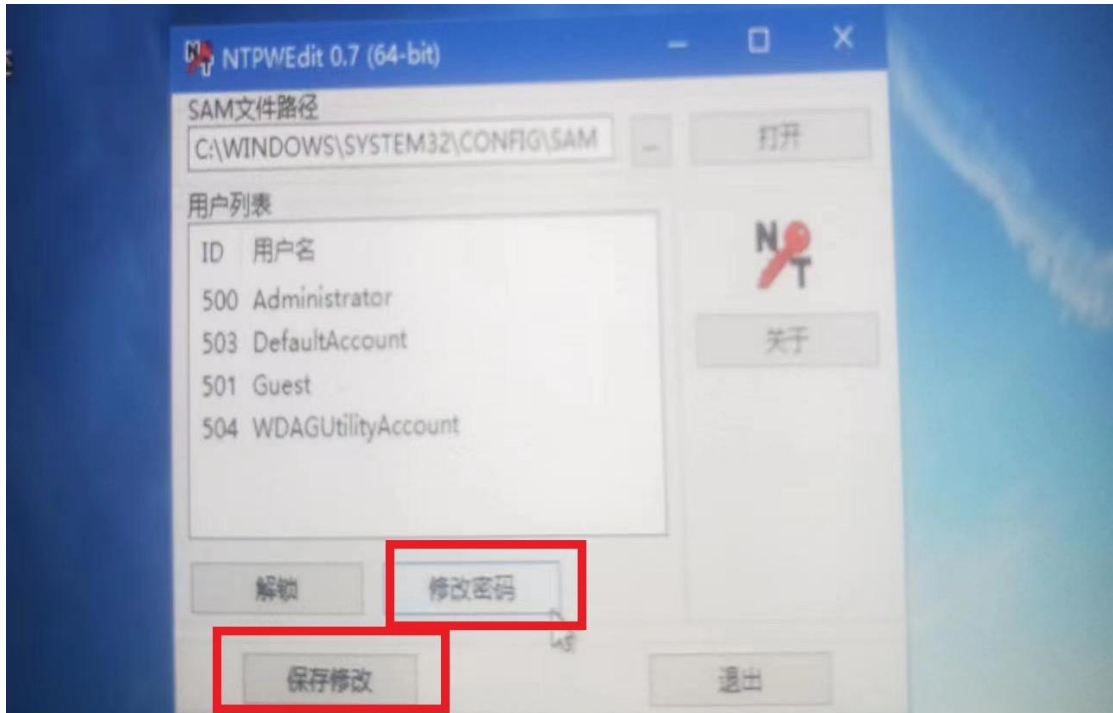 NTPWEdit 0.7 (64-bit)
SAM文件路径
C:\WINDOWS\SYSTEM32\CONFIG\SAM
...
打开
用户列表
ID 用户名
500 Administrator
503 DefaultAccount
501 Guest
504 WDAGUtilityAccount
NT
关于
解锁 修改密码
保存修改 退出